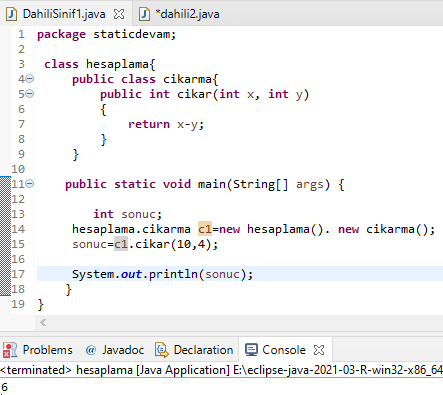 DahiliSinif1.java *dahili2.java
1 package staticdevam;
2
3 class hesaplama{
4 public class cikarma{
5 public int cikar(int x, int y)
6 {
7 return x-y;
8 }
9 }
10
11 public static void main(String[] args) {
12
13 int sonuc;
14 hesaplama.cikarma c1=new hesaplama(). new cikarma();
15 sonuc=c1.cikar(10,4);
16
17 System.out.println(sonuc);
18 }
19 }
Problems @ Javadoc Declaration Console
<terminated> hesaplama [Java Application] E:\eclipse-java-2021-03-R-win32-x86_64
6